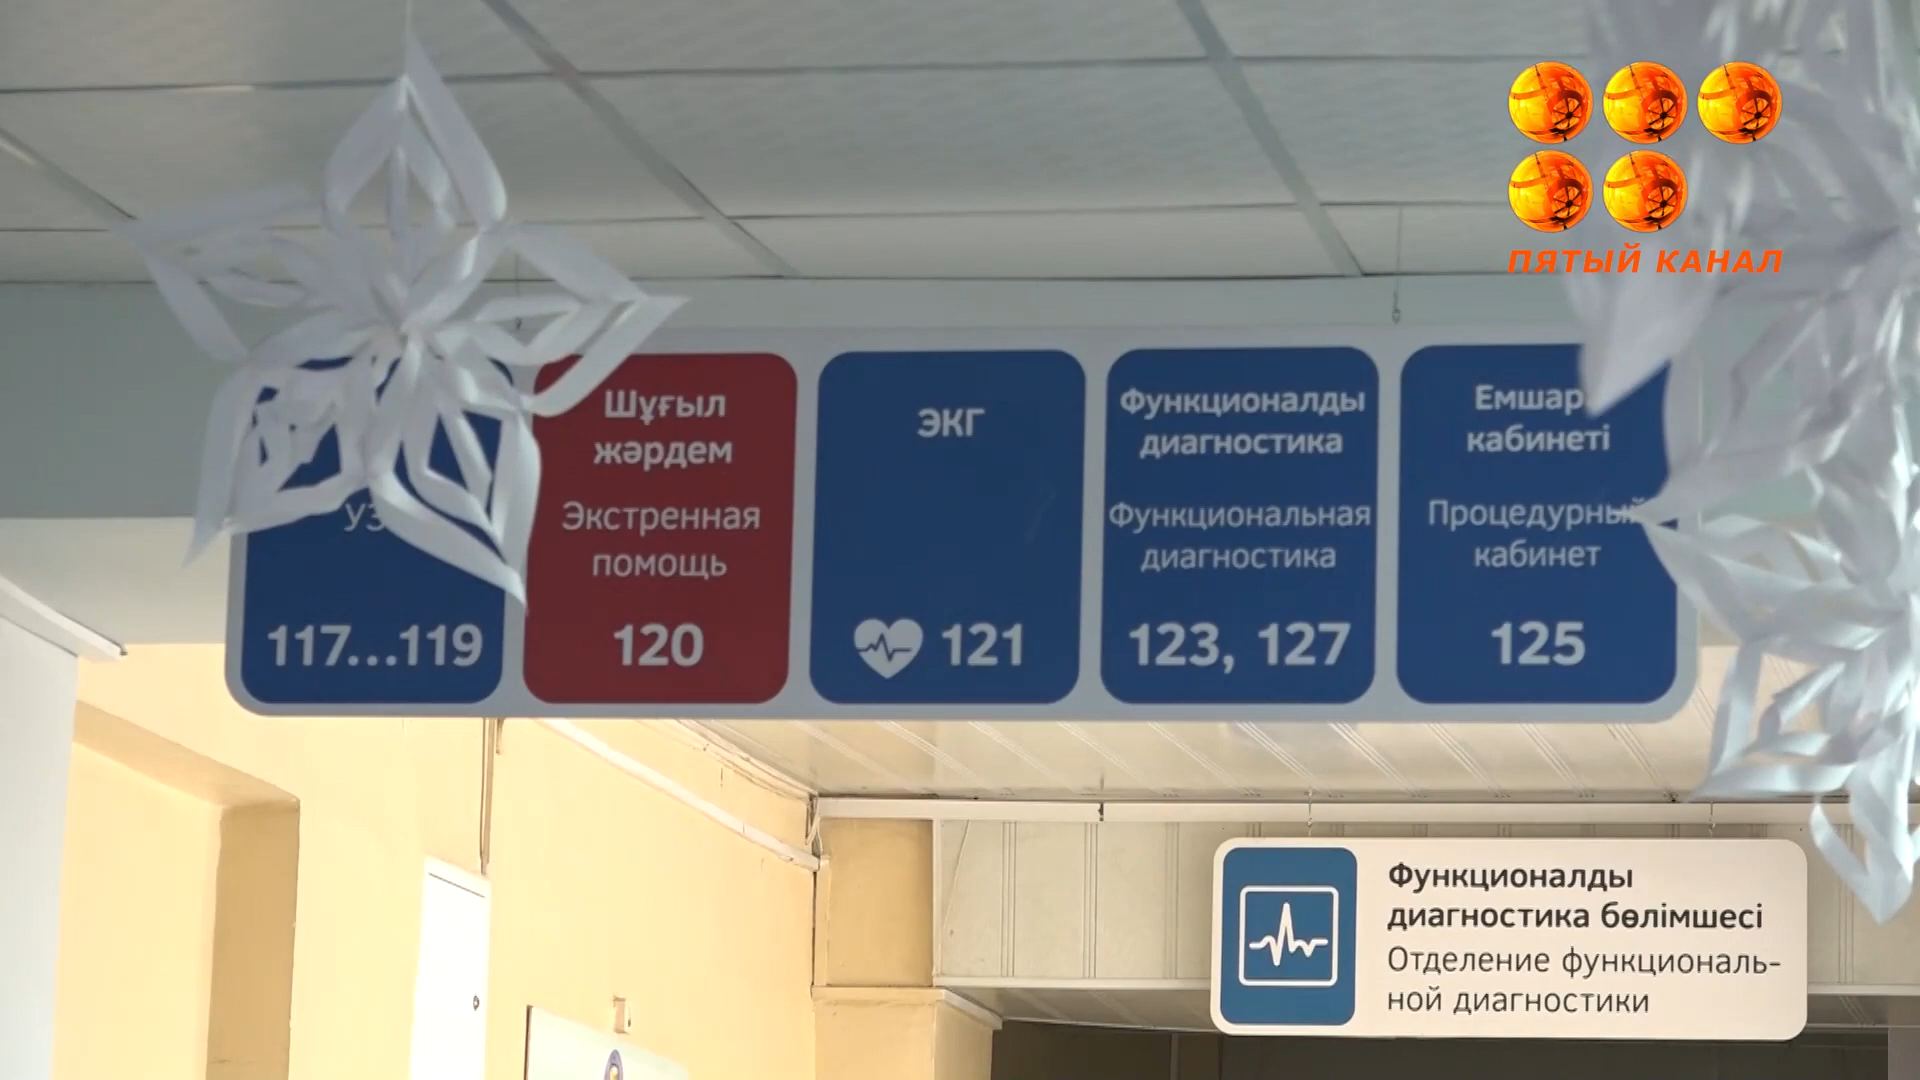 ПЯТЫЙ КАНАЛ
117...119
Шұғыл
жәрдем
Экстренная
помощь
120
ЭКГ
121
Функционалды
диагностика
Функциональная
диагностика
123, 127
кабинеті
Процедурный
кабинет
125
Функционалды
диагностика бөлімшесі
Отделение функциональ-
ной диагностики